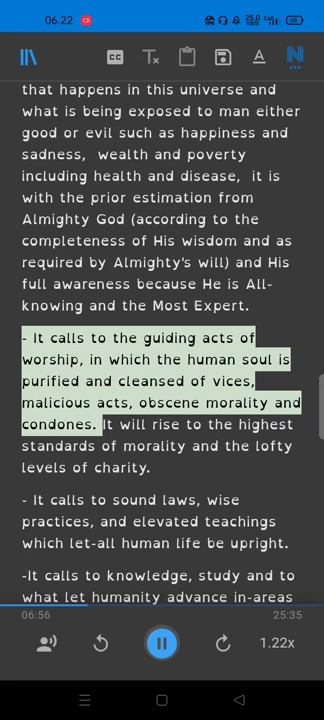 06.22
25.0
KB/S
68
CC
T×
A
N
that happens in this universe and
what is being exposed to man either
good or evil such as happiness and
sadness, wealth and poverty
including health and disease, it is
with the prior estimation from
Almighty God (according to the
completeness of His wisdom and as
required by Almighty's will) and His
full awareness because He is All-
knowing and the Most Expert.
- It calls to the guiding acts of
worship, in which the human soul is
purified and cleansed of vices,
malicious acts, obscene morality and
condones. It will rise to the highest
standards of morality and the lofty
levels of charity.
- It calls to sound laws, wise
practices, and elevated teachings
which let-all human life be upright.
-It calls to knowledge, study and to
what let humanity advance in-areas
06:56
25:35
1.22x